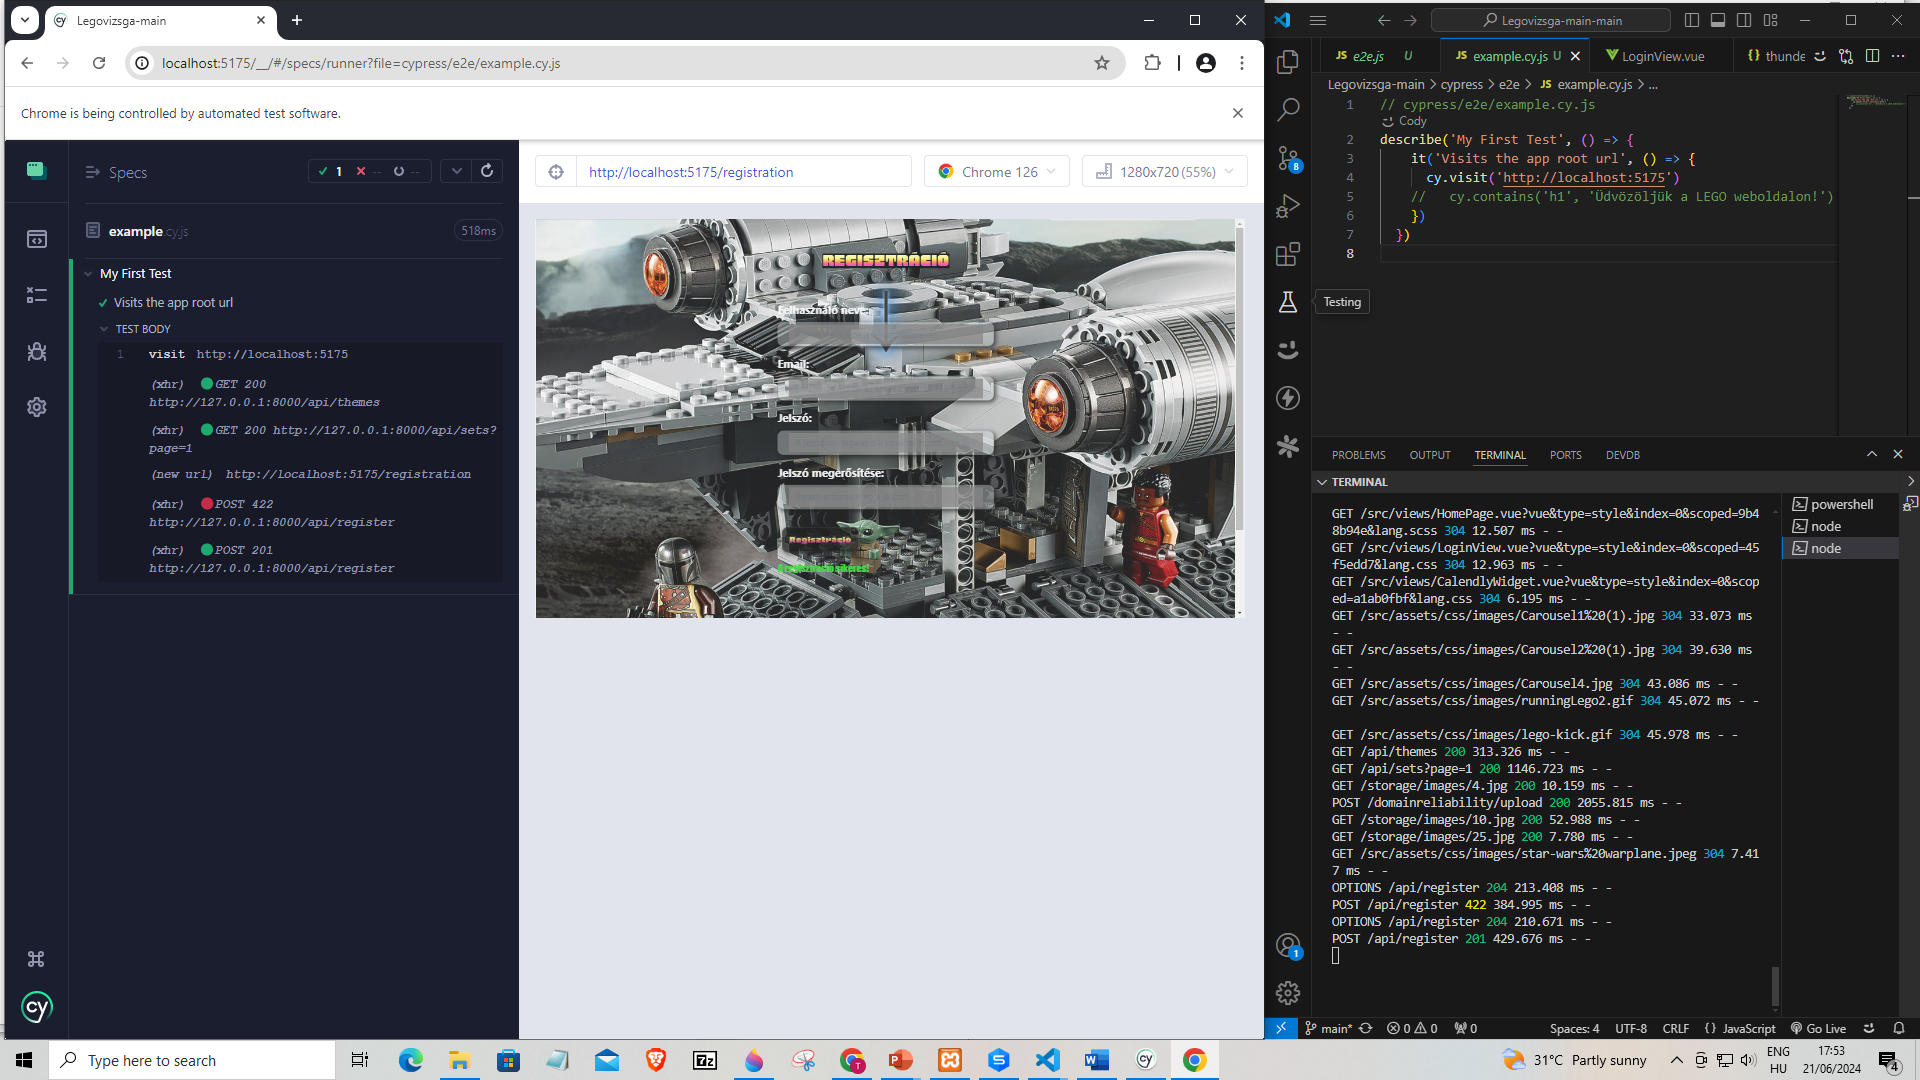 Legovizsga-main
localhost:5175/__/#/specs/runner?file=cypress/e2e/example.cy.js
Chrome is being controlled by automated test software.
Specs
1
--
--
example.cy.js
518ms
My First Test
Visits the app root url
TEST BODY
1 visit http://localhost:5175
(xhr) GET 200
http://127.0.0.1:8000/api/themes
(xhr) GET 200 http://127.0.0.1:8000/api/sets?
page=1
(new url) http://localhost:5175/registration
(xhr) POST 422
http://127.0.0.1:8000/api/register
(xhr) POST 201
http://127.0.0.1:8000/api/register
cy
http://localhost:5175/registration
Chrome 126
1280x720 (55%)
REGISZTRÁCIÓ
Felhasználó neve:
Email:
Jelszó:
Jelszó megerősítése:
Regisztráció
A regisztráció sikeres!
Legovizsga-main-main
JS e2e.js U
JS example.cy.js U
LoginView.vue
{} thunde
Legovizsga-main > cypress > e2e > JS example.cy.js > ...
1 // cypress/e2e/example.cy.js
Cody
2 describe('My First Test', () => {
3 it('Visits the app root url', () => {
4 cy.visit('http://localhost:5175')
5 // cy.contains('h1', 'Üdvözöljük a LEGO weboldalon!')
6 })
7 })
8
8
Testing
1
PROBLEMS
OUTPUT
TERMINAL
PORTS
DEVDB
TERMINAL
GET /src/views/HomePage.vue?vue&type=style&index=0&scoped=9b4
8b94e&lang.scss 304 12.507 ms - -
GET /src/views/LoginView.vue?vue&type=style&index=0&scoped=45
f5edd7&lang.css 304 12.963 ms - -
GET /src/views/CalendlyWidget.vue?vue&type=style&index=0&scop
ed=a1ab0fbf&lang.css 304 6.195 ms - -
GET /src/assets/css/images/Carousel1%20(1).jpg 304 33.073 ms
- -
GET /src/assets/css/images/Carousel2%20(1).jpg 304 39.630 ms
- -
GET /src/assets/css/images/Carousel4.jpg 304 43.086 ms - -
GET /src/assets/css/images/runningLego2.gif 304 45.072 ms - -
GET /src/assets/css/images/lego-kick.gif 304 45.978 ms - -
GET /api/themes 200 313.326 ms - -
GET /api/sets?page=1 200 1146.723 ms - -
GET /storage/images/4.jpg 200 10.159 ms - -
POST /domainreliability/upload 200 2055.815 ms - -
GET /storage/images/10.jpg 200 52.988 ms - -
GET /storage/images/25.jpg 200 7.780 ms - -
GET /src/assets/css/images/star-wars%20warplane.jpeg 304 7.41
7 ms - -
OPTIONS /api/register 204 213.408 ms - -
POST /api/register 422 384.995 ms - -
OPTIONS /api/register 204 210.671 ms - -
POST /api/register 201 429.676 ms - -
powershell
node
node
main*
0 0
0
Spaces: 4
UTF-8
CRLF
{} JavaScript
Go Live
Type here to search
7z
T
31°C Partly sunny
ENG
HU
17:53
21/06/2024
4